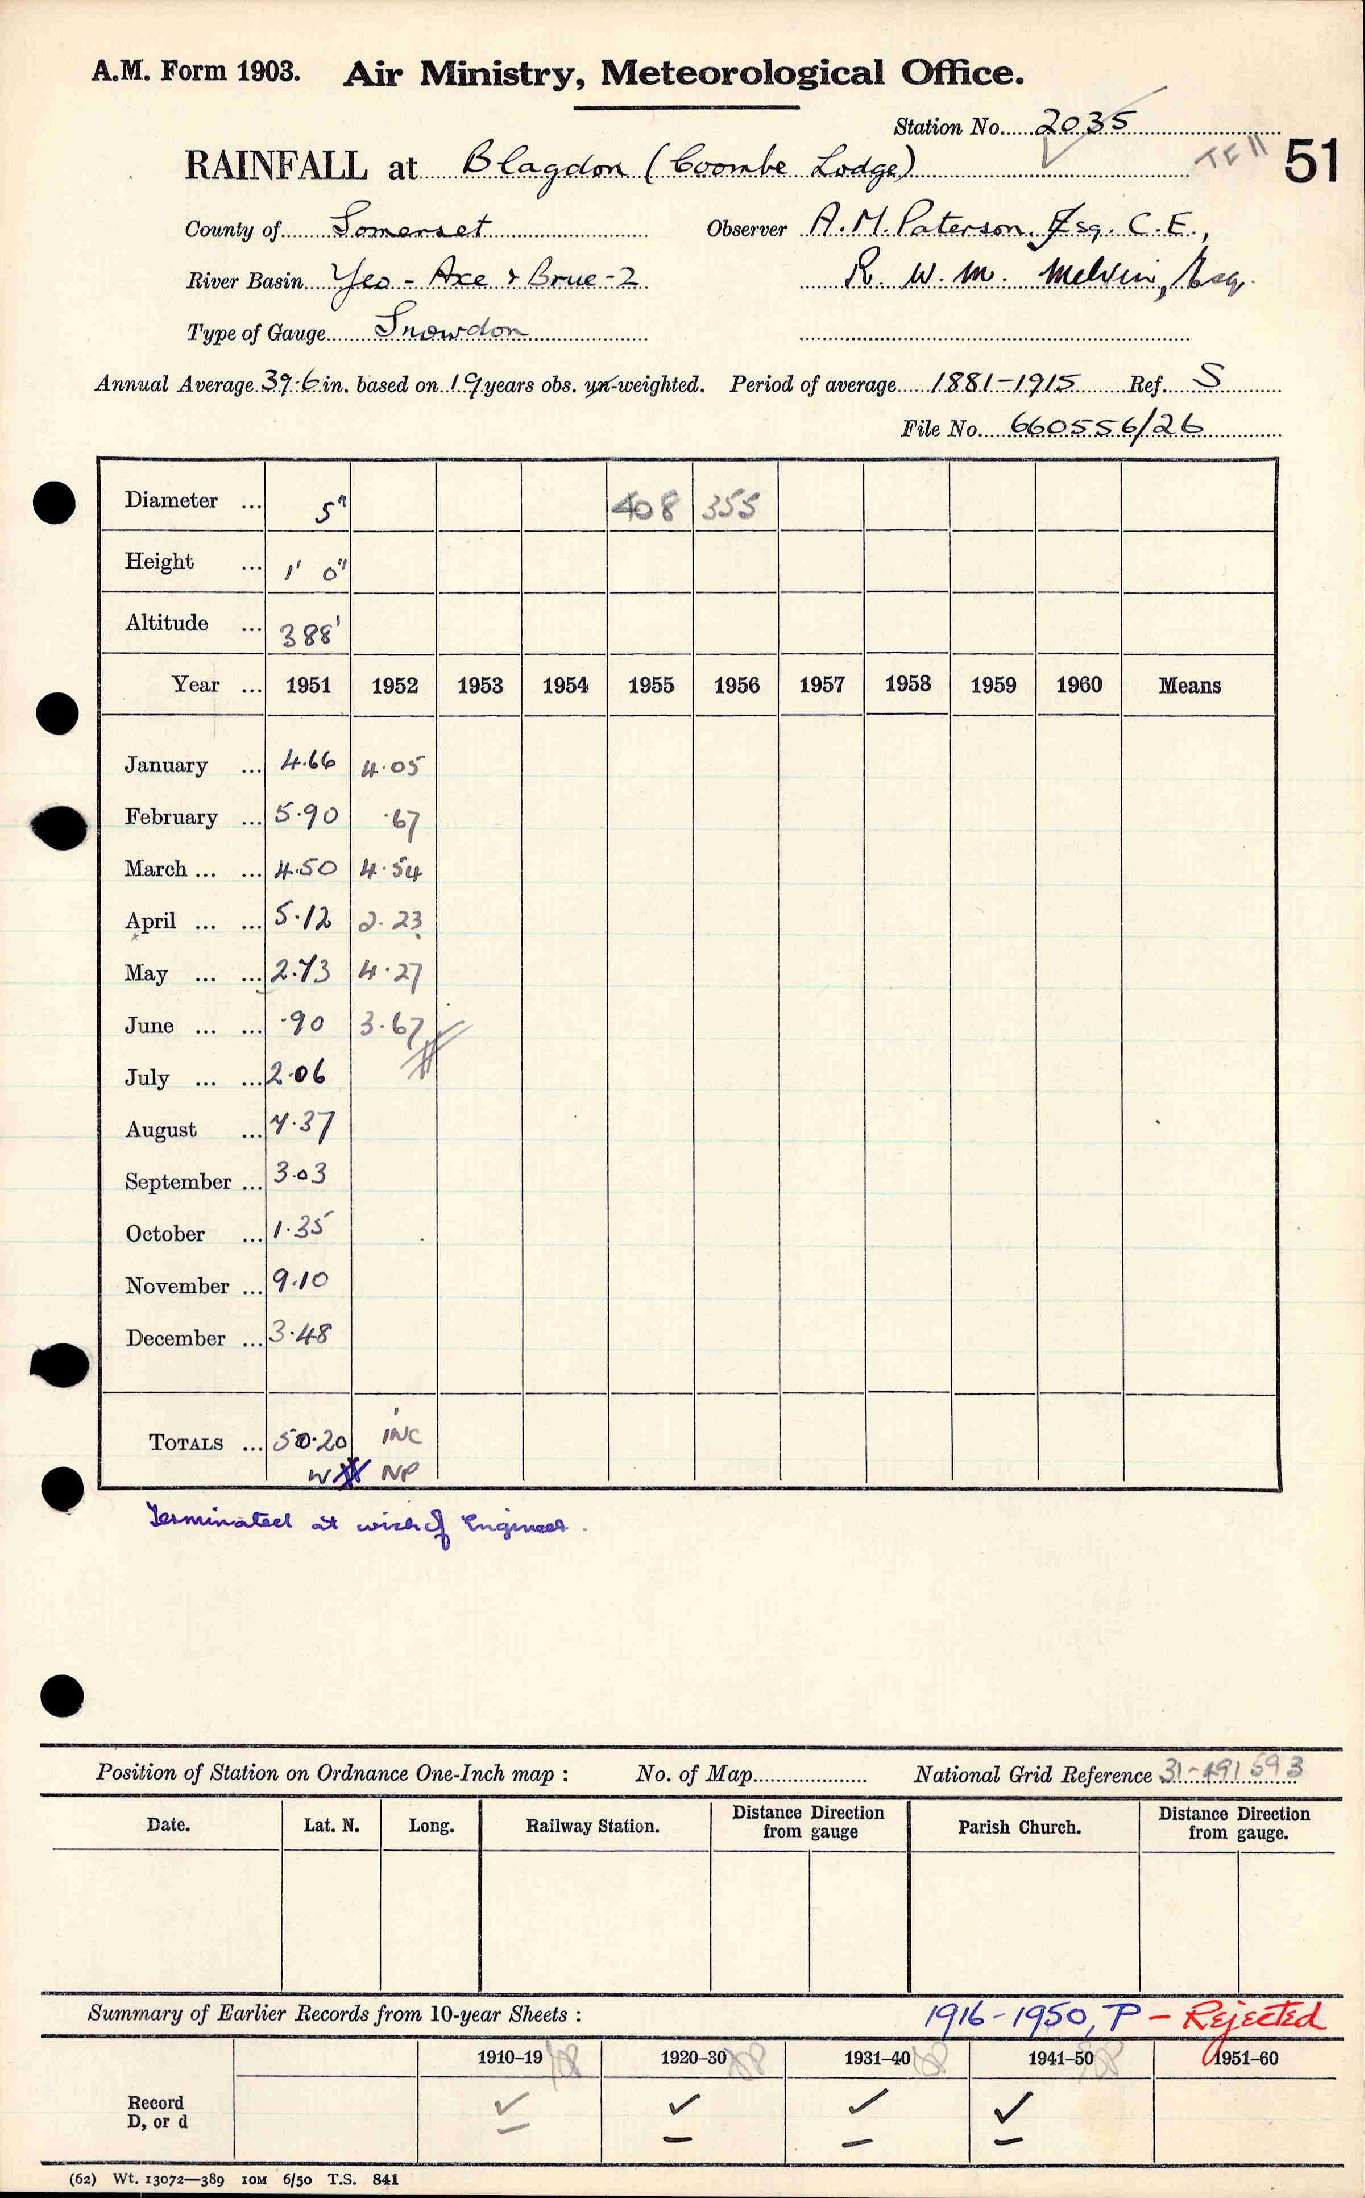 A.M. Form 1903. Air Ministry, Meteorological Office.
Station No. 2035
RAINFALL at Blagdon (Coombe Lodge) TE 11 51
County of Somerset Observer A. M. Paterson. Esq. C.E.,
River Basin Yeo - Axe & Brue - 2 R. W. M. Melvin, Esq.
Type of Gauge Snowdon
Annual Average 39.6 in. based on 19 years obs. un-weighted. Period of average 1881-1915 Ref. S
File No. 660556/26
Diameter ... 5" 408 355
Height ... 1' 0"
Altitude ... 388'
Year ... 1951 1952 1953 1954 1955 1956 1957 1958 1959 1960 Means
January ... 4.66 4.05
February ... 5.90 .67
March ... ... 4.50 4.54
April ... ... 5.12 2.23
May ... ... 2.73 4.27
June ... ... .90 3.67
July ... ... 2.06
August ... 7.37
September ... 3.03
October ... 1.35
November ... 9.10
December ... 3.48
TOTALS ... 50.20 INC
W NP
Terminated at wish of Engineer.
Position of Station on Ordnance One-Inch map : No. of Map National Grid Reference 31-491593
Date. Lat. N. Long. Railway Station. Distance Direction from gauge Parish Church. Distance Direction from gauge.
Summary of Earlier Records from 10-year Sheets : 1916-1950, P - Rejected
1910-19 1920-30 1931-40 1941-50 1951-60
Record
D, or d ✓ ✓ ✓ ✓
(62) Wt. 13072—389 10M 6/50 T.S. 841